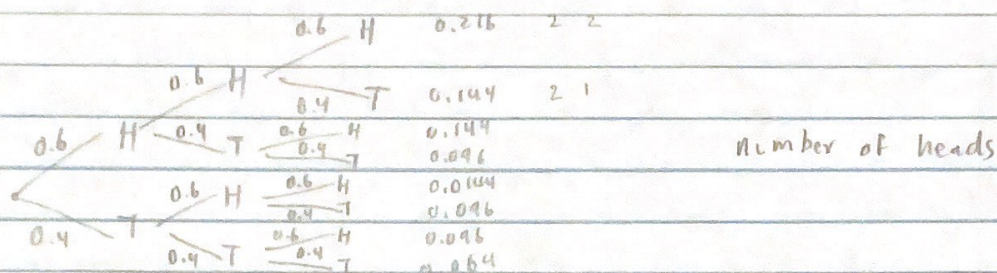 0.6 H 0.216 2 2
0.6 H
0.4 T 0.144 2 1
0.6 H 0.4 T 0.6 H 0.144
0.4 T 0.096
number of heads
0.6 H 0.6 H 0.0144
0.4 T 0.096
0.4 T 0.6 H 0.096
0.4 T 0.4 T 0.064